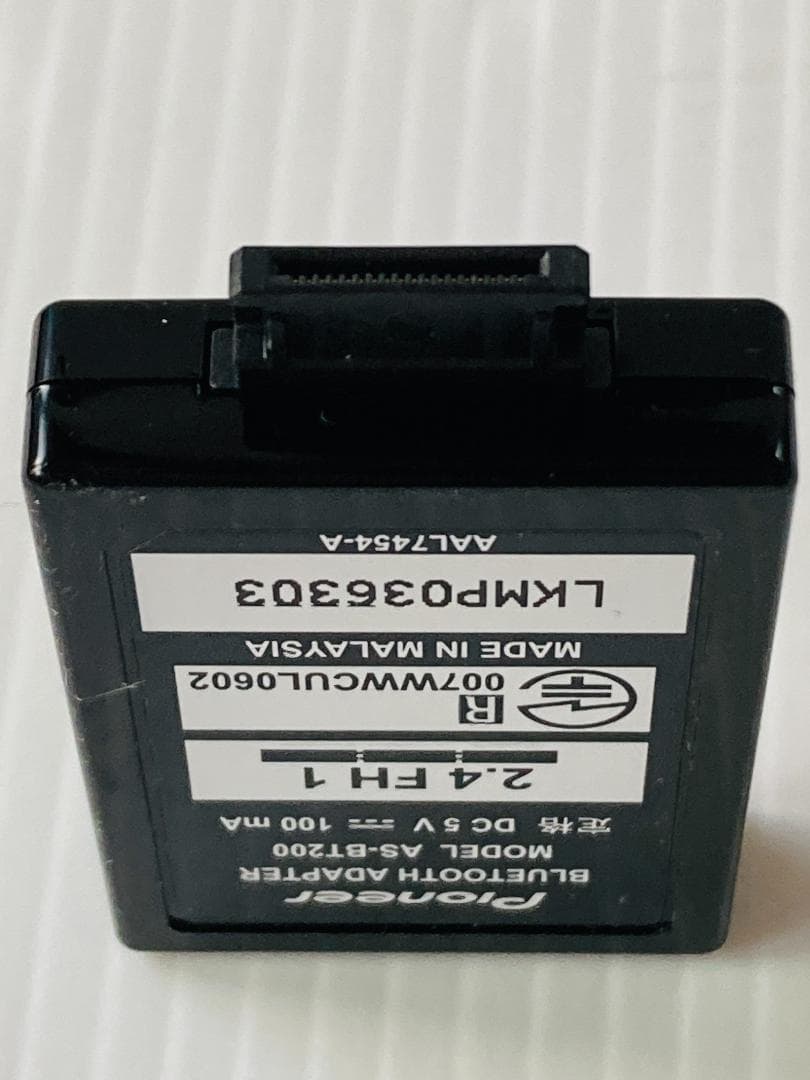 Pioneer
BLUETOOTH ADAPTER
MODEL AS-BT200
定格 DC 5 V ⎓ 100 mA
2.4 FH 1
R 007WWCUL0602
MADE IN MALAYSIA
LKMP036303
AAL7454-A